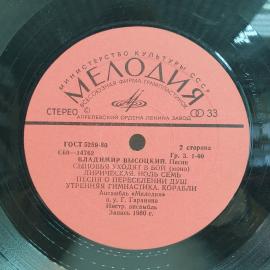 МИНИСТЕРСТВО КУЛЬТУРЫ СССР
МЕЛОДИЯ
ВСЕСОЮЗНАЯ ФИРМА ГРАМПЛАСТИНОК
СТЕРЕО 33
АПРЕЛЕВСКИЙ ОРДЕНА ЛЕНИНА ЗАВОД
ГОСТ 5289-80 2 сторона
С60—14762 Гр. 3. 1-90
ВЛАДИМИР ВЫСОЦКИЙ. Песни
СЫНОВЬЯ УХОДЯТ В БОЙ (моно)
ЛИРИЧЕСКАЯ. НОЛЬ СЕМЬ
ПЕСНЯ О ПЕРЕСЕЛЕНИИ ДУШ
УТРЕННЯЯ ГИМНАСТИКА. КОРАБЛИ
Ансамбль «Мелодия»
х. у. Г. Гаранян
Инстр. ансамбль
Запись 1980 г.